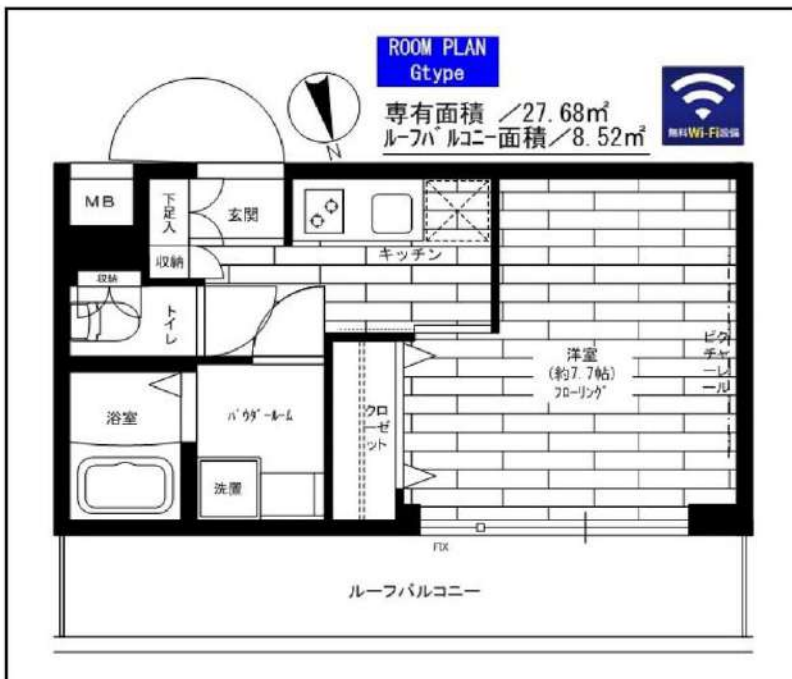 ROOM PLAN
Gtype
専有面積 ／27.68㎡
ルーフバルコニー面積／8.52㎡
無料Wi-Fi設備
N
MB
下足入
玄関
収納
キッチン
収納
トイレ
洋室
(約7.7帖)
フローリング
ピクチャーレール
浴室
パウダールーム
クローゼット
洗置
FIX
ルーフバルコニー